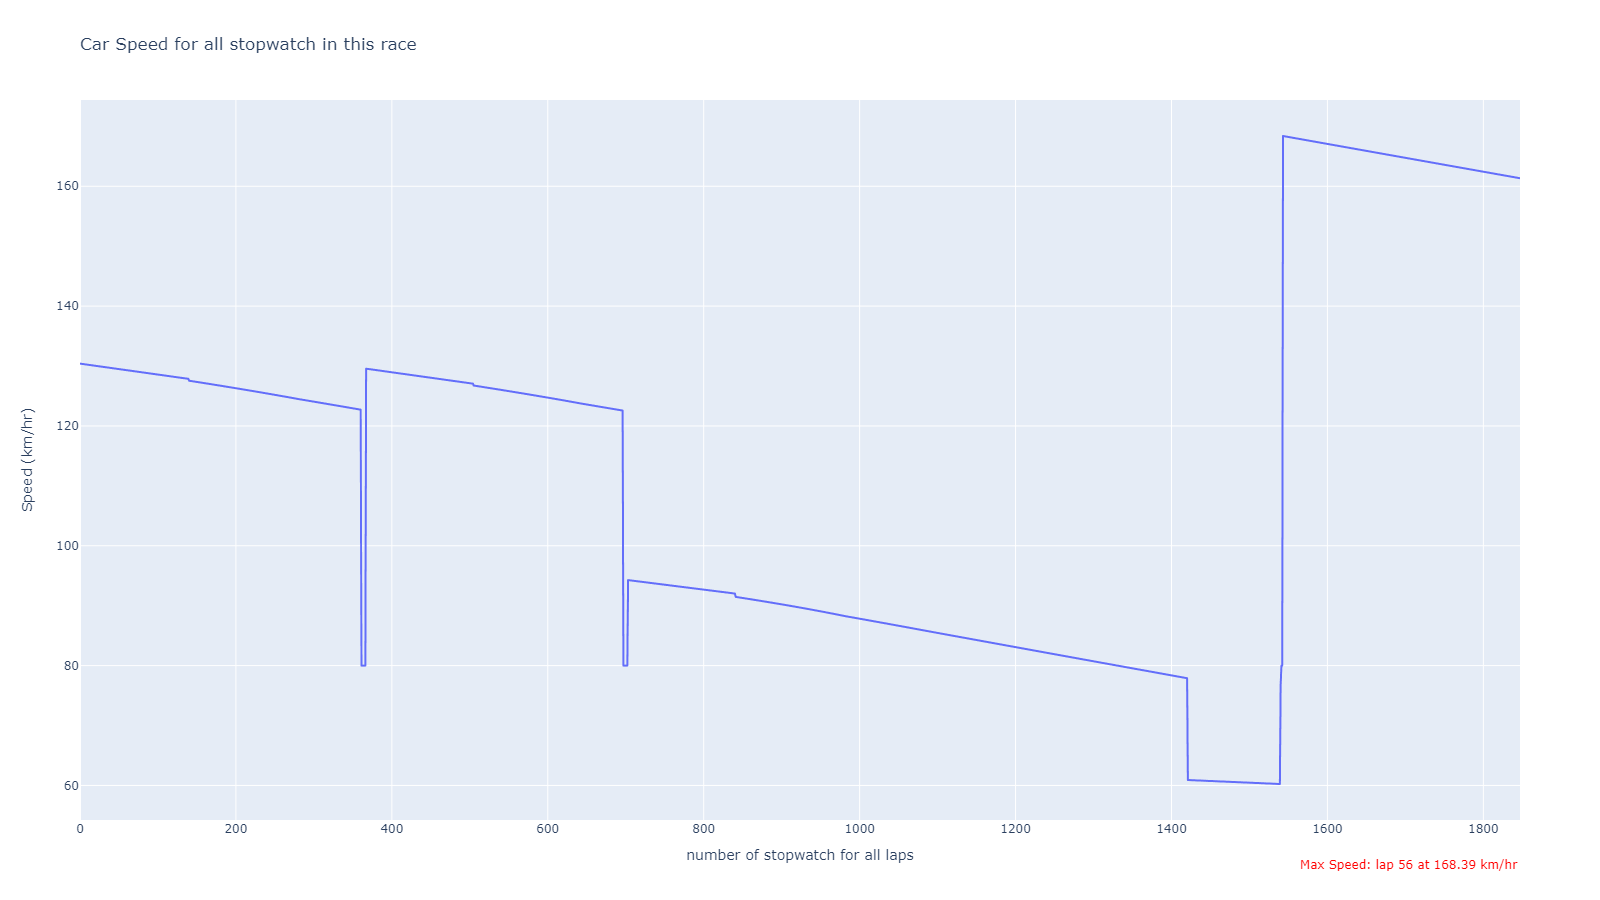 Car Speed for all stopwatch in this race
160
140
120
100
80
60
Speed (km/hr)
0 200 400 600 800 1000 1200 1400 1600 1800
number of stopwatch for all laps
Max Speed: lap 56 at 168.39 km/hr